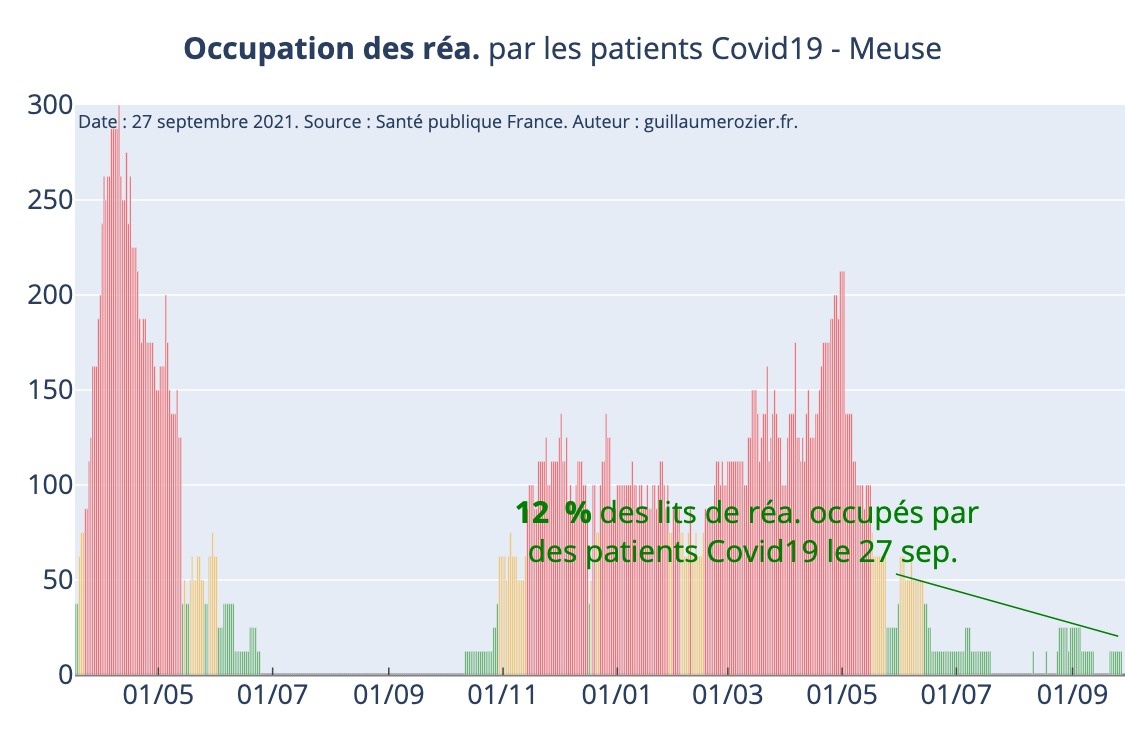 Occupation des réa. par les patients Covid19 - Meuse
300
Date : 27 septembre 2021. Source : Santé publique France. Auteur : guillaumerozier.fr.
250
200
150
100
12 % des lits de réa. occupés par
des patients Covid19 le 27 sep.
50
0
01/05 01/07 01/09 01/11 01/01 01/03 01/05 01/07 01/09